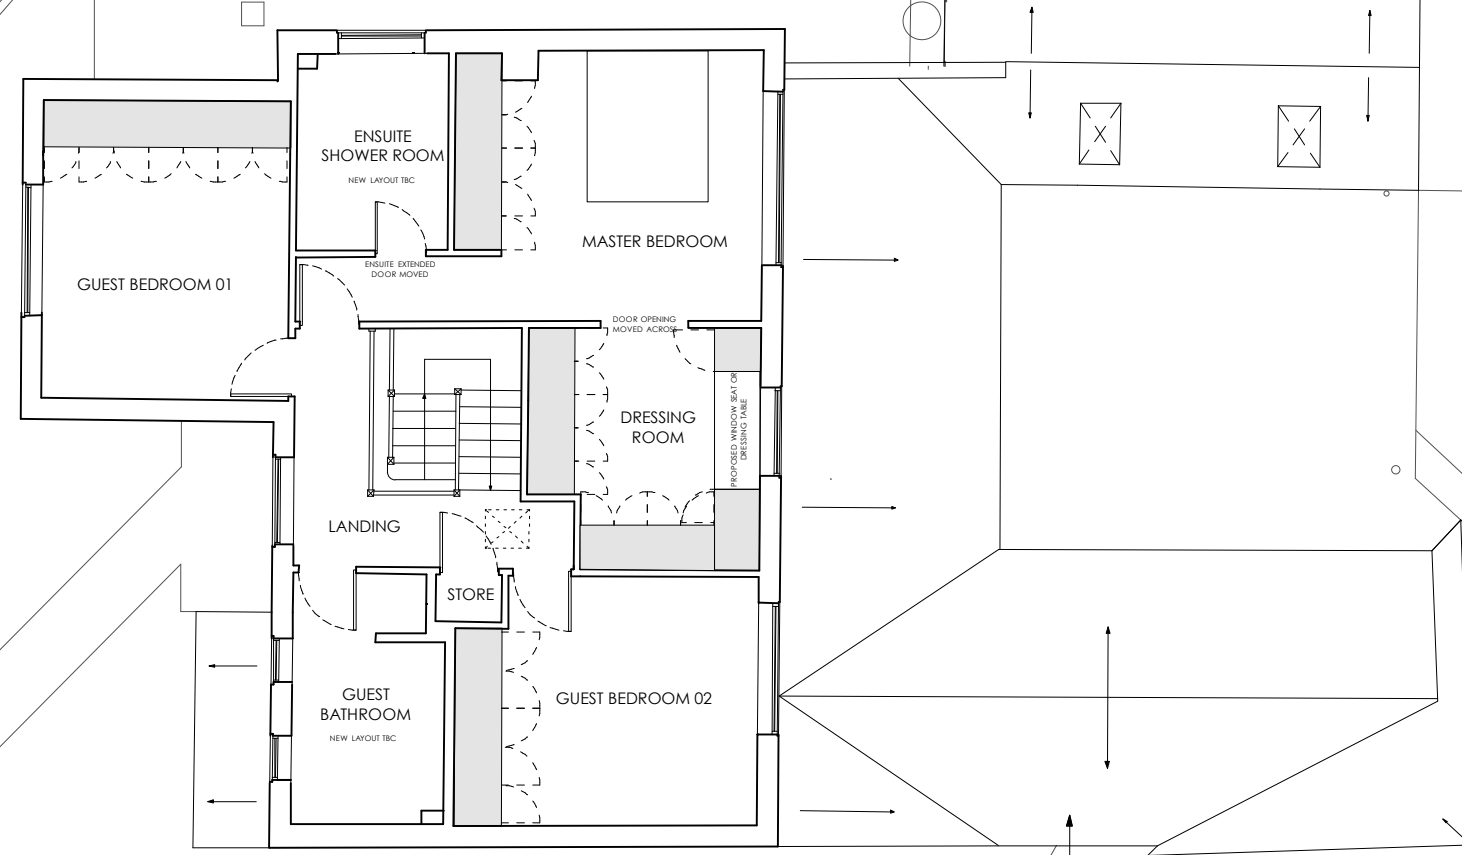 ENSUITE
SHOWER ROOM
NEW LAYOUT TBC
MASTER BEDROOM
ENSUITE EXTENDED
DOOR MOVED
GUEST BEDROOM 01
DOOR OPENING
MOVED ACROSS
DRESSING
ROOM
PROPOSED WINDOW SEAT OR
DRESSING TABLE
LANDING
STORE
GUEST
BATHROOM
NEW LAYOUT TBC
GUEST BEDROOM 02